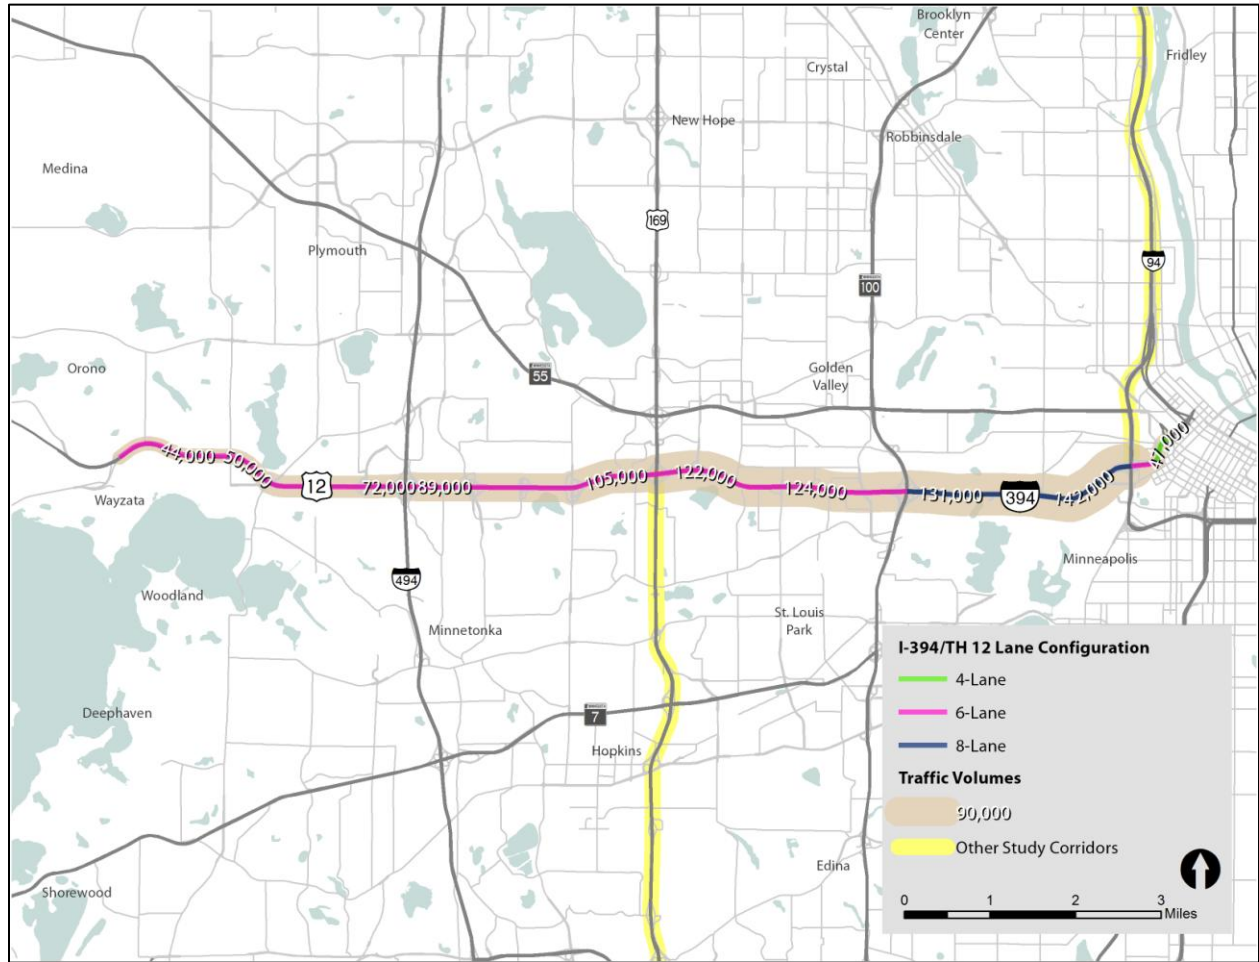 Brooklyn
Center
Fridley
Crystal
New Hope
Robbinsdale
Medina
169
Plymouth
94
100
Orono
Golden
Valley
55
44,000
50,000
12
72,000
89,000
105,000
122,000
124,000
131,000
394
142,000
Wayzata
Minneapolis
494
Woodland
Minnetonka
St. Louis
Park
Deephaven
7
Hopkins
Edina
Shorewood
I-394/TH 12 Lane Configuration
4-Lane
6-Lane
8-Lane
Traffic Volumes
90,000
Other Study Corridors
0 1 2 3
Miles